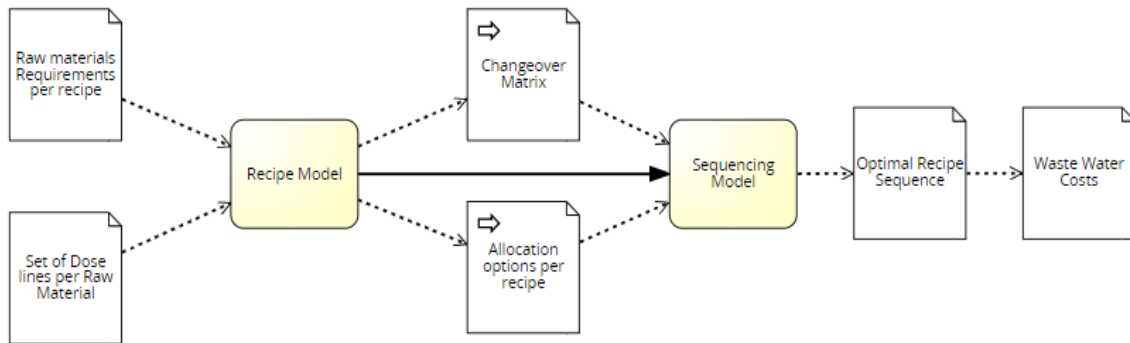 Raw materials
Requirements
per recipe
Set of Dose
lines per Raw
Material
Recipe Model
Changeover
Matrix
Allocation
options per
recipe
Sequencing
Model
Optimal Recipe
Sequence
Waste Water
Costs